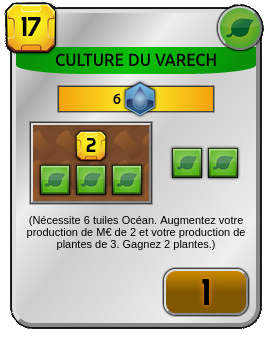 17
CULTURE DU VARECH
6
2
(Nécessite 6 tuiles Océan. Augmentez votre
production de M€ de 2 et votre production de
plantes de 3. Gagnez 2 plantes.)
1